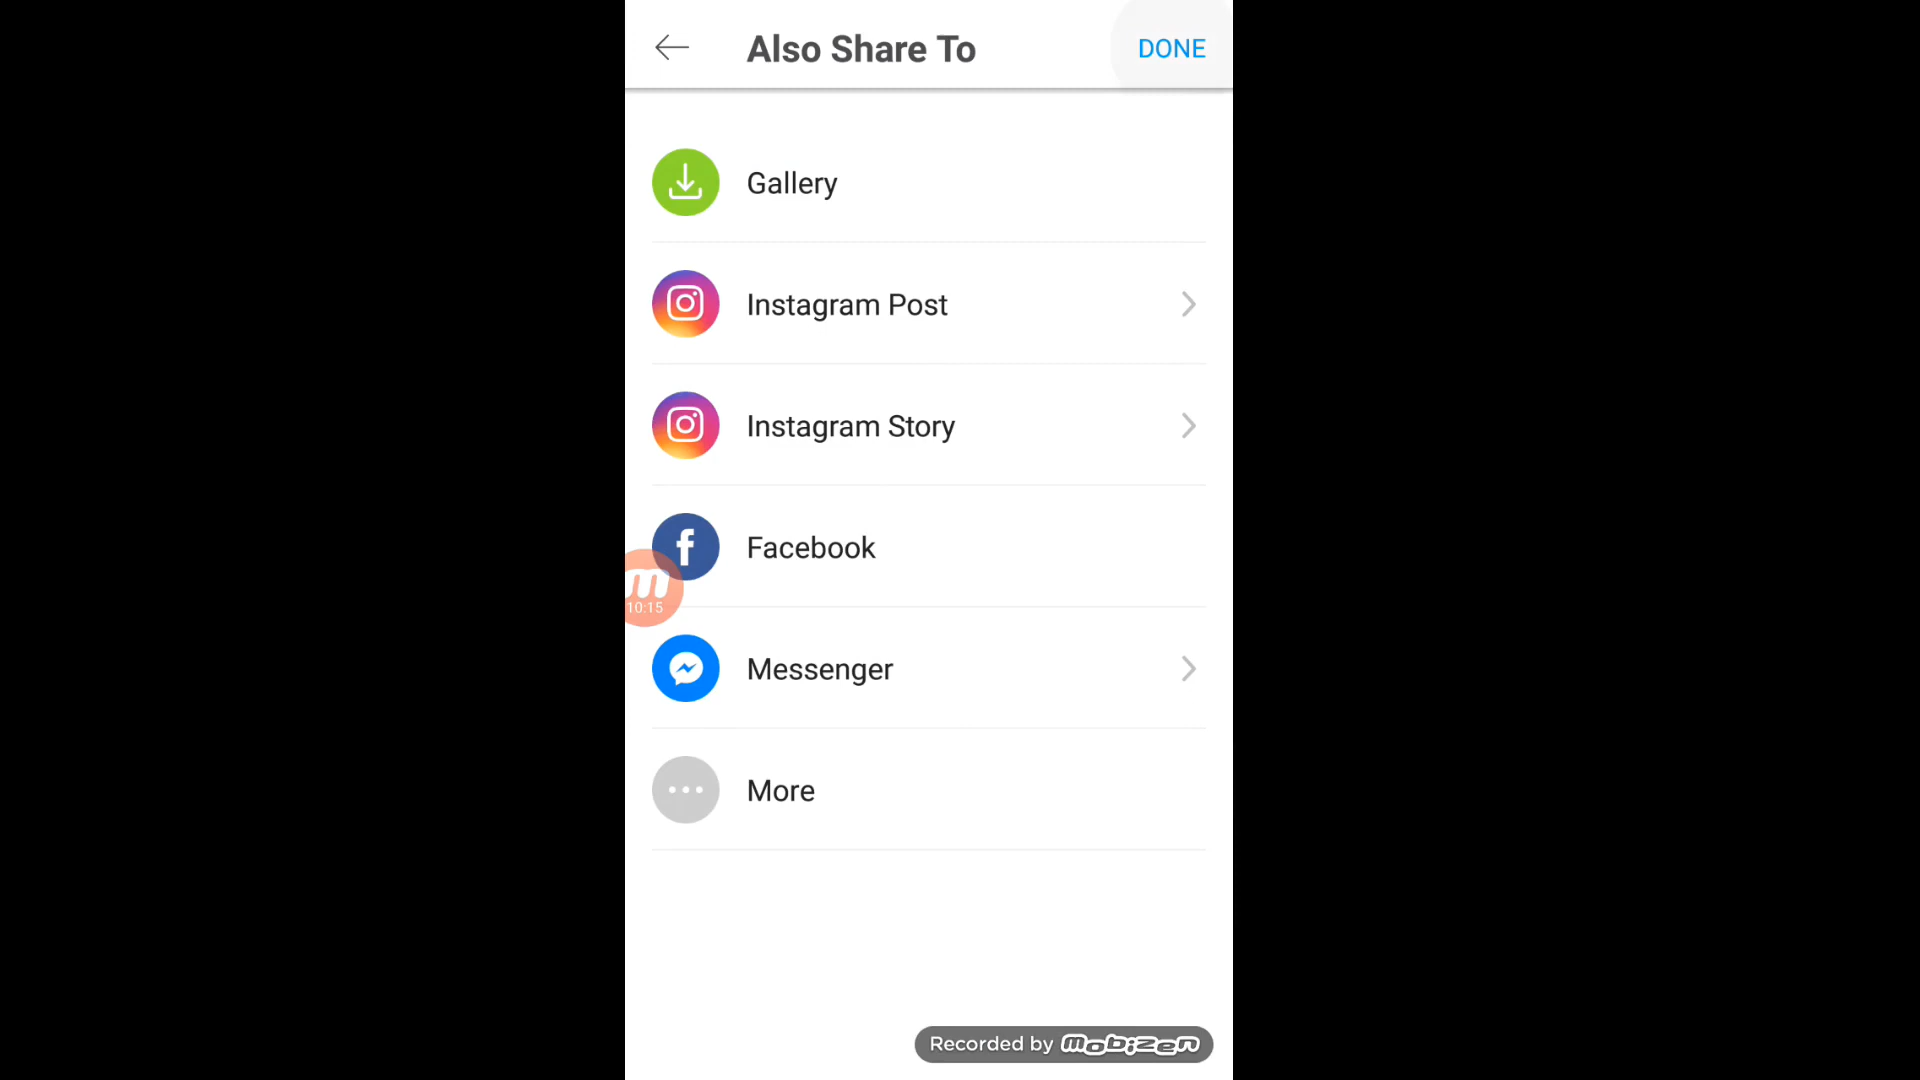 Also Share To
DONE
Gallery
Instagram Post
Instagram Story
Facebook
10:15
Messenger
More
Recorded by mobizen